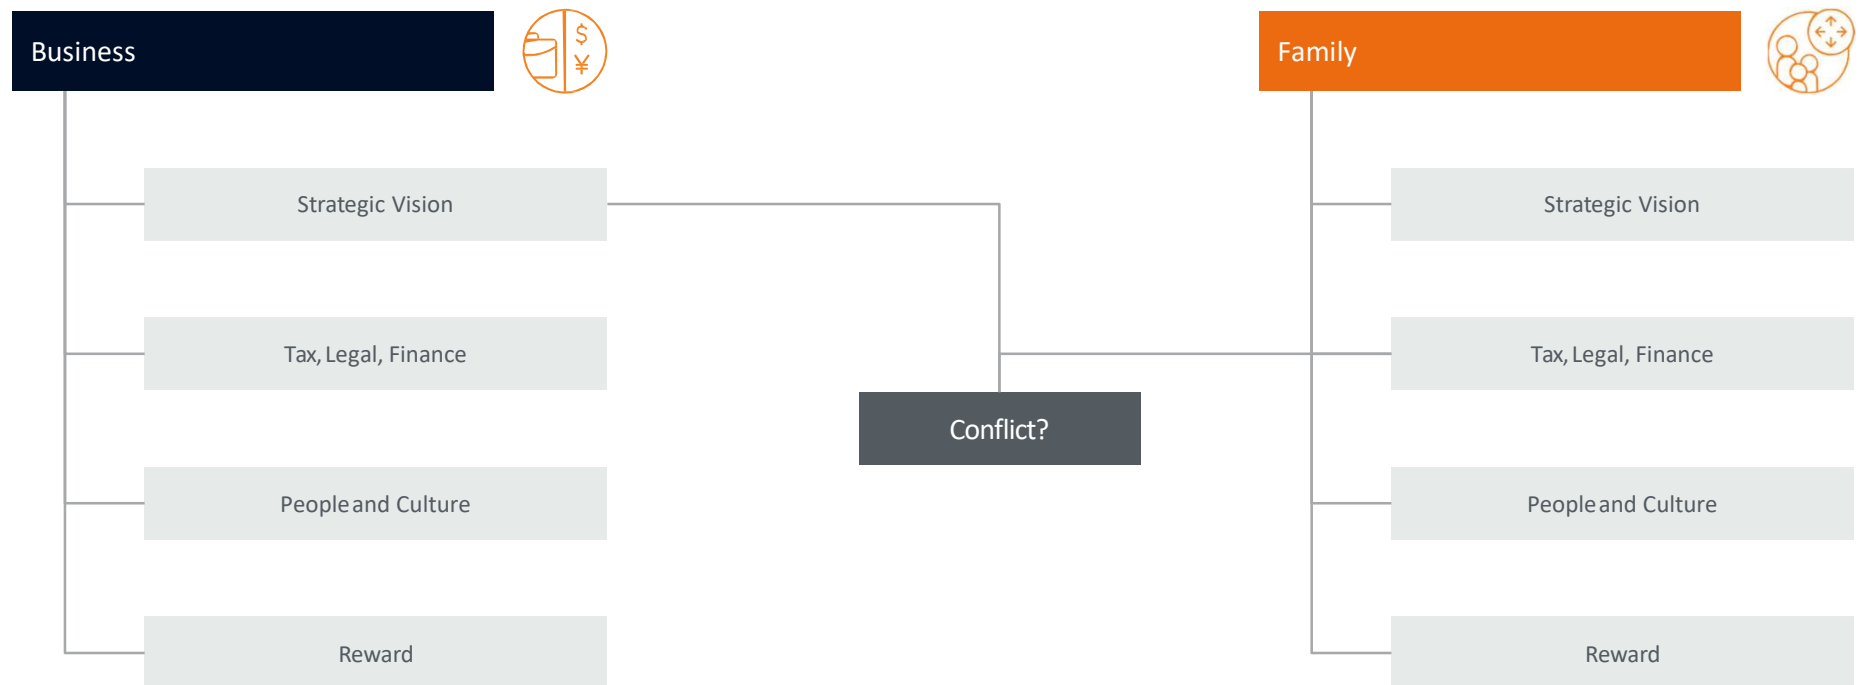 Business
$
¥
Family
Strategic Vision
Strategic Vision
Tax, Legal, Finance
Tax, Legal, Finance
Conflict?
People and Culture
People and Culture
Reward
Reward